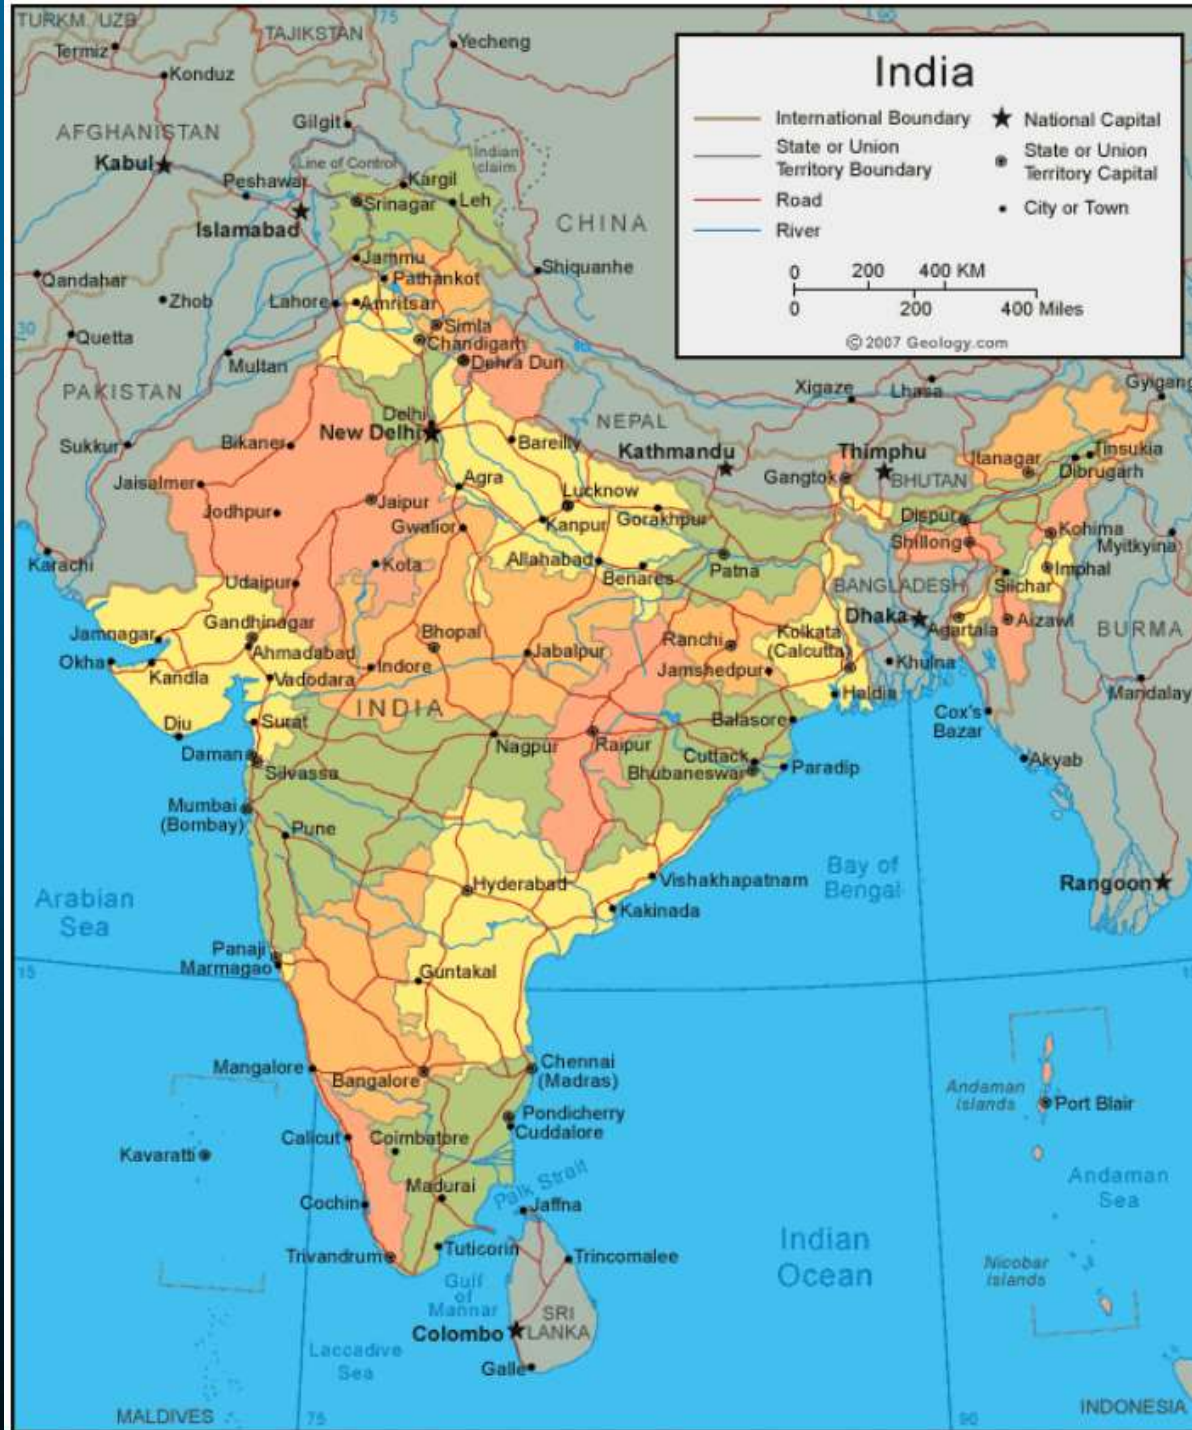 TURKM.
UZB.
75
90
TAJIKSTAN
Termiz
Yecheng
Konduz
India
International Boundary
State or Union
Territory Boundary
Road
River
National Capital
State or Union
Territory Capital
City or Town
0
200
400 KM
0
200
400 Miles
© 2007 Geology.com
Gilgit
AFGHANISTAN
Kabul
Line of Control
Indian
claim
Peshawar
Kargil
Srinagar
Leh
Islamabad
CHINA
Jammu
Shiquanhe
Qandahar
Pathankot
Zhob
Lahore
Amritsar
30
Simla
Quetta
Chandigarh
Multan
Dehra Dun
PAKISTAN
Xigaze
Lhasa
Gyigang
Delhi
NEPAL
Sukkur
Bikaner
New Delhi
Bareilly
Kathmandu
Thimphu
Tinsukia
Itanagar
Dibrugarh
Jaisalmer
Agra
Gangtok
BHUTAN
Jaipur
Lucknow
Jodhpur
Gwalior
Kanpur
Gorakhpur
Dispur
Kohima
Shillong
Myitkyina
Karachi
Kota
Allahabad
Benares
Patna
Imphal
Udaipur
BANGLADESH
Silchar
Gandhinagar
Dhaka
Jamnagar
Bhopal
Ranchi
Kolkata
(Calcutta)
Agartala
Aizawl
BURMA
Ahmadabad
Jabalpur
Okha
Indore
Jamshedpur
Khulna
Kandla
Vadodara
Haldia
Mandalay
INDIA
Diu
Surat
Balasore
Cox's
Bazar
Nagpur
Raipur
Daman
Cuttack
Akyab
Silvassa
Bhubaneswar
Paradip
Mumbai
(Bombay)
Pune
Arabian
Sea
Hyderabad
Vishakhapatnam
Bay of
Bengal
Rangoon
Kakinada
Panaji
Marmagao
15
Guntakal
Mangalore
Bangalore
Chennai
(Madras)
Andaman
islands
Port Blair
Pondicherry
Cuddalore
Calicut
Coimbatore
Kavaratti
Andaman
Sea
Madurai
Palk Strait
Cochin
Jaffna
Trivandrum
Tuticorin
Trincomalee
Indian
Ocean
Nicobar
islands
Gulf
of
Mannar
SRI
LANKA
Colombo
Laccadive
Sea
Galle
MALDIVES
75
90
INDONESIA